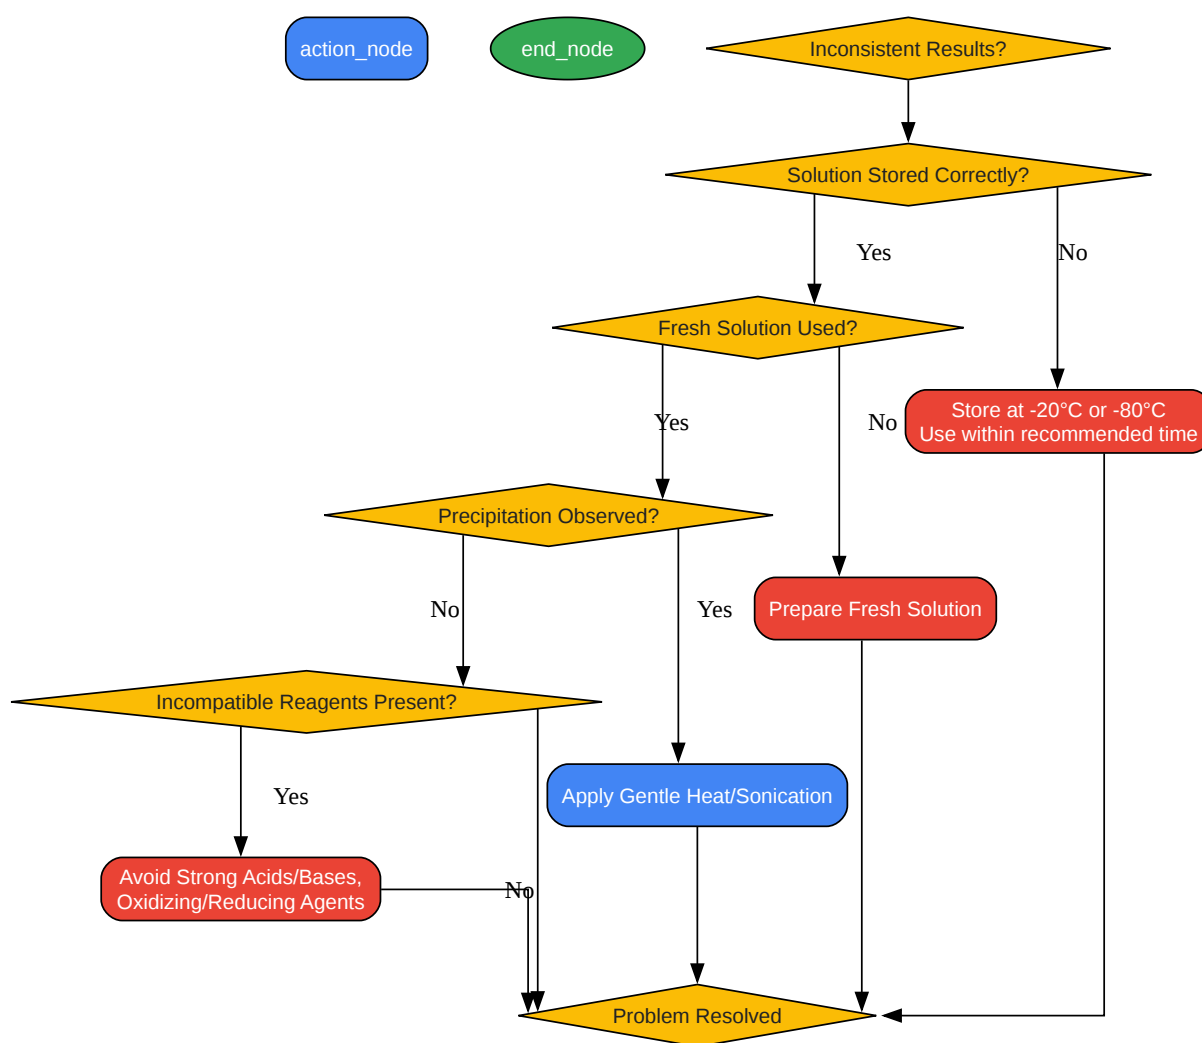 action_node
end_node
Inconsistent Results?
Solution Stored Correctly?
Yes
No
Fresh Solution Used?
Store at -20°C or -80°C
Use within recommended time
Yes
No
Precipitation Observed?
No
Yes
Prepare Fresh Solution
Incompatible Reagents Present?
Yes
Apply Gentle Heat/Sonication
Avoid Strong Acids/Bases,
Oxidizing/Reducing Agents
No
Problem Resolved